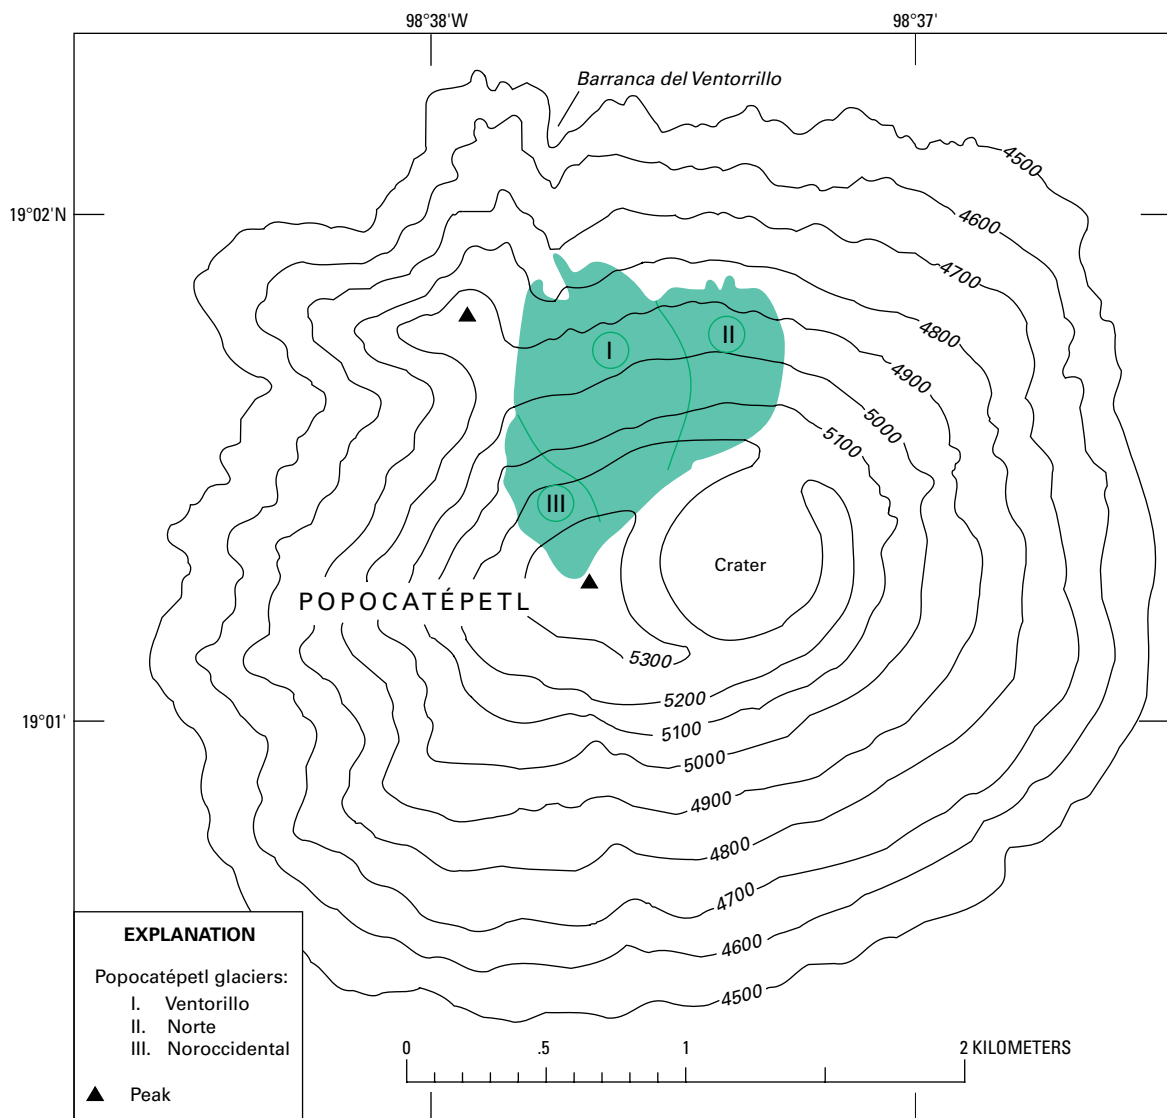 98°38'W
98°37'
Barranca del Ventorrillo
4500
19°02'N
4600
4700
4800
II
I
4900
5000
5100
III
Crater
POPOCATÉPETL
5300
5200
19°01'
5100
5000
4900
4800
4700
4600
4500
EXPLANATION
Popocatépetl glaciers:
I. Ventorillo
II. Norte
III. Noroccidental
Peak
0 .5 1 2 KILOMETERS